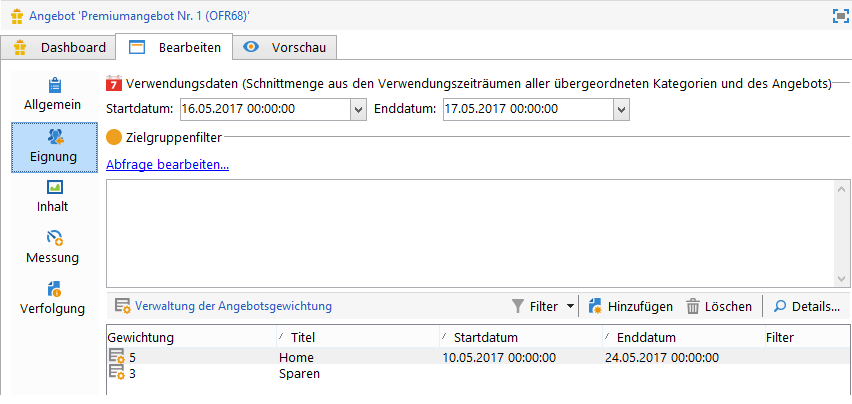 Angebot 'Premiumangebot Nr. 1 (OFR68)'
Dashboard Bearbeiten Vorschau
Allgemein
Eignung
Inhalt
Messung
Verfolgung
7 Verwendungsdaten (Schnittmenge aus den Verwendungszeiträumen aller übergeordneten Kategorien und des Angebots)
Startdatum: 16.05.2017 00:00:00 Enddatum: 17.05.2017 00:00:00
Zielgruppenfilter
Abfrage bearbeiten...
Verwaltung der Angebotsgewichtung Filter Hinzufügen Löschen Details...
Gewichtung Titel Startdatum Enddatum Filter
5 Home 10.05.2017 00:00:00 24.05.2017 00:00:00
3 Sparen